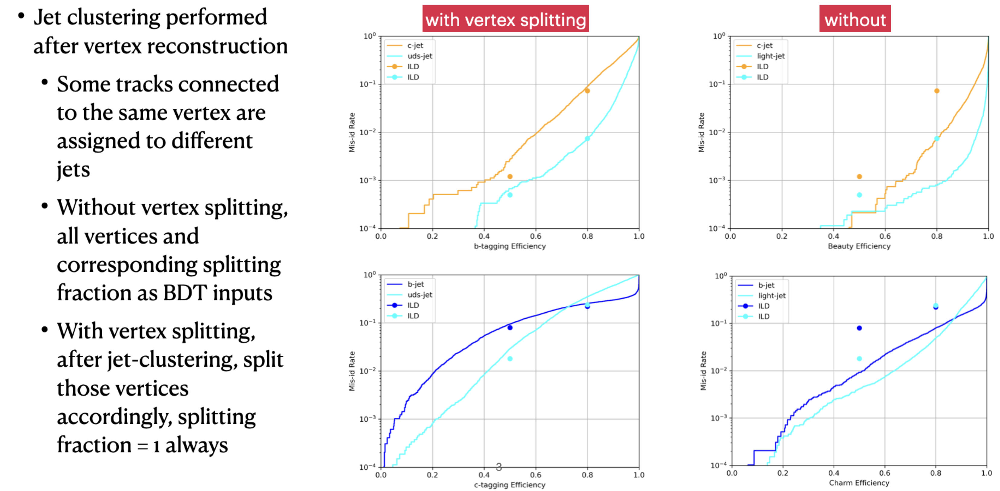 • Jet clustering performed
after vertex reconstruction
• Some tracks connected
to the same vertex are
assigned to different
jets
• Without vertex splitting,
all vertices and
corresponding splitting
fraction as BDT inputs
• With vertex splitting,
after jet-clustering, split
those vertices
accordingly, splitting
fraction = 1 always
with vertex splitting
10⁰
10⁻¹
10⁻²
10⁻³
10⁻⁴
Mis-id Rate
c-jet
uds-jet
ILD
ILD
0.0 0.2 0.4 0.6 0.8 1.0
b-tagging Efficiency
without
10⁰
10⁻¹
10⁻²
10⁻³
10⁻⁴
Mis-id Rate
c-jet
light-jet
ILD
ILD
0.0 0.2 0.4 0.6 0.8 1.0
Beauty Efficiency
10⁰
10⁻¹
10⁻²
10⁻³
10⁻⁴
Mis-id Rate
b-jet
uds-jet
ILD
ILD
3
0.0 0.2 0.4 0.6 0.8 1.0
c-tagging Efficiency
10⁰
10⁻¹
10⁻²
10⁻³
10⁻⁴
Mis-id Rate
b-jet
light-jet
ILD
ILD
0.0 0.2 0.4 0.6 0.8 1.0
Charm Efficiency